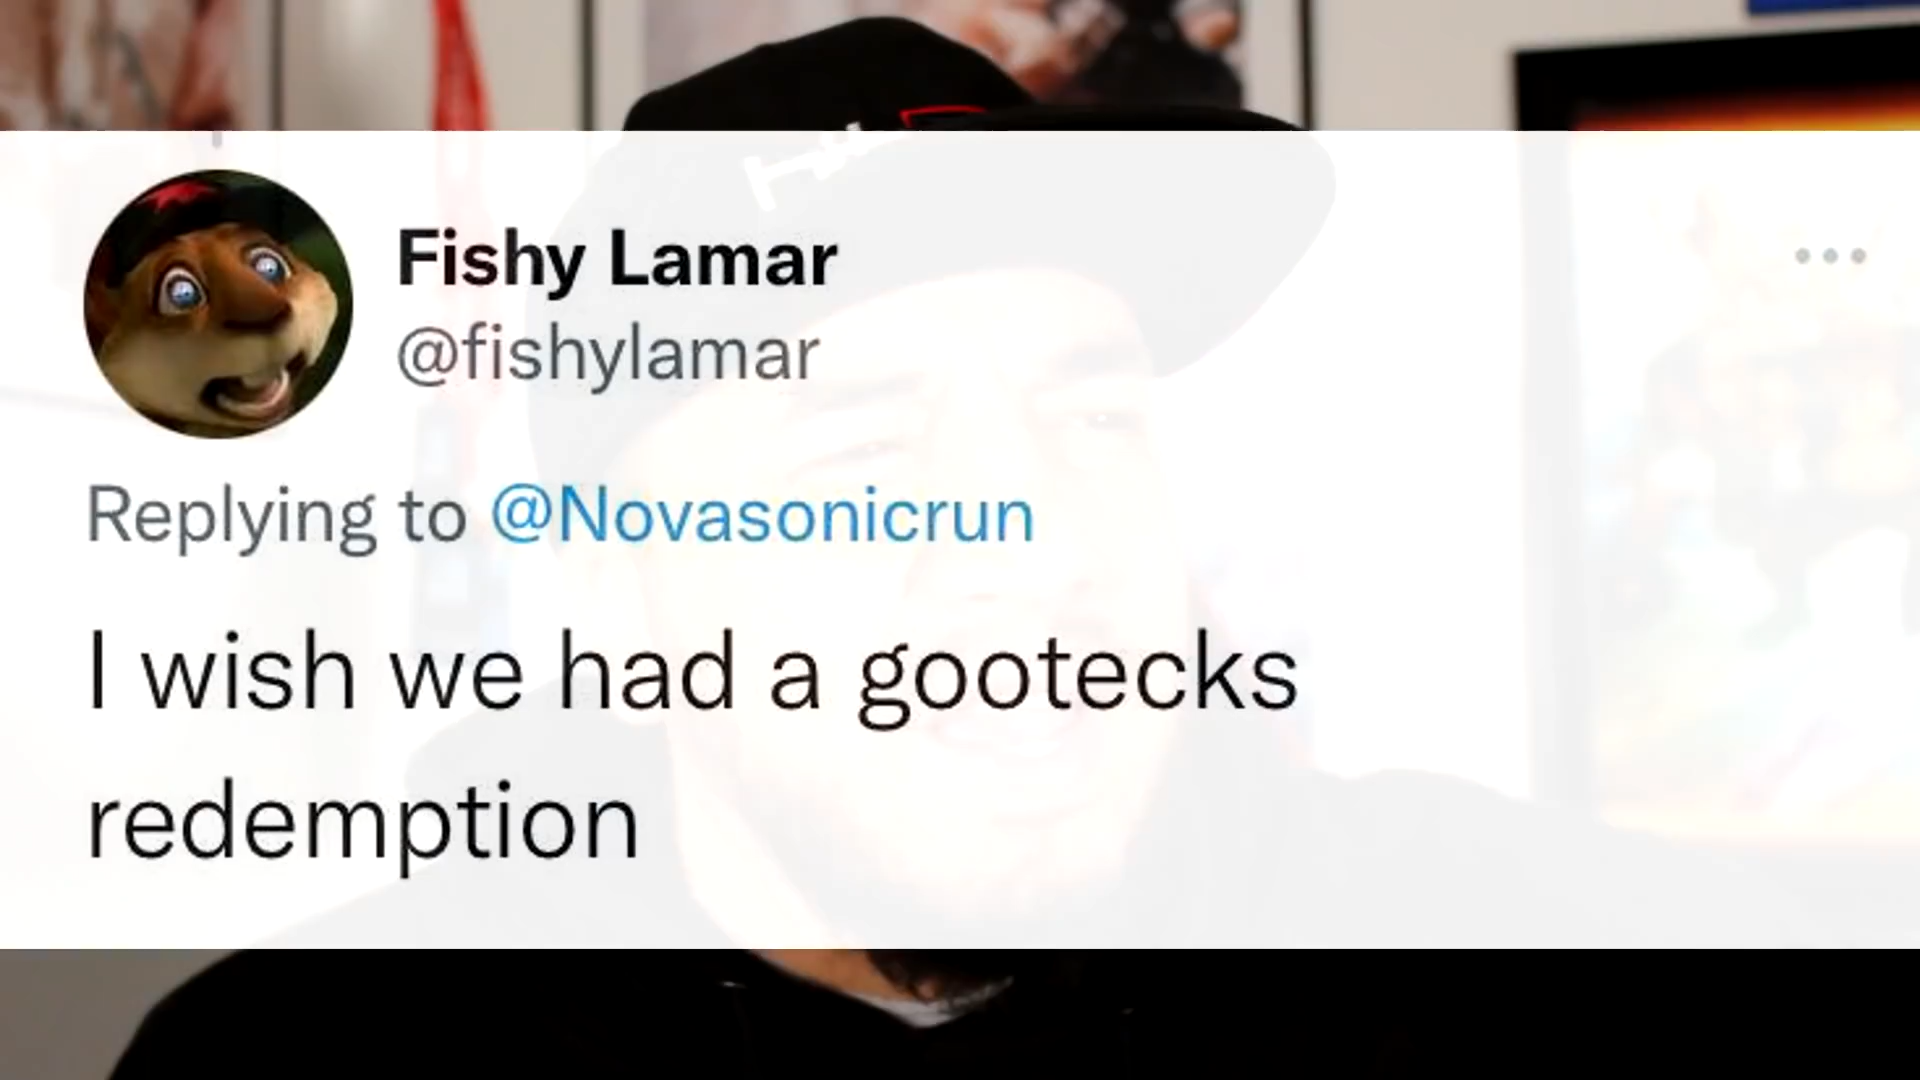 Fishy Lamar
@fishylamar
Replying to @Novasonicrun
I wish we had a gootecks
redemption